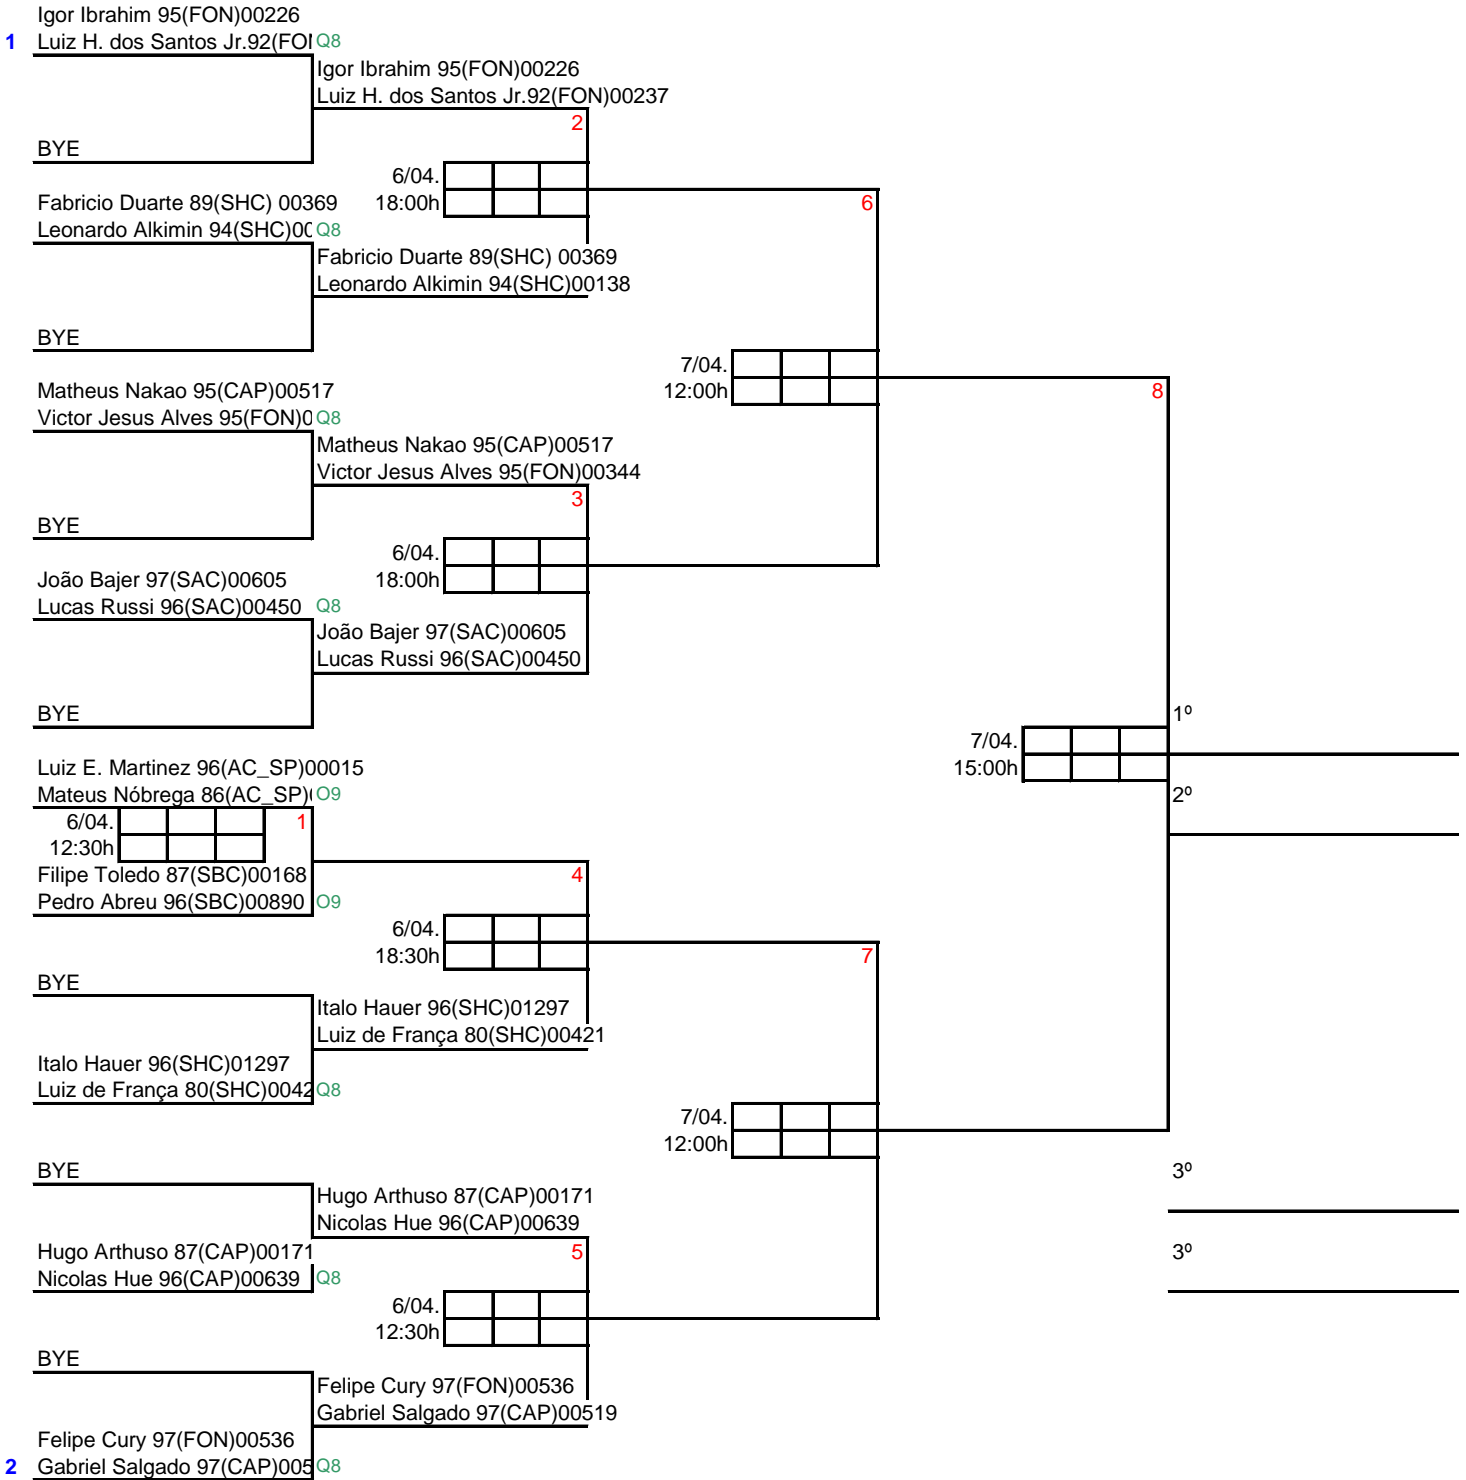 Igor Ibrahim 95(FON)00226
1 Luiz H. dos Santos Jr.92(FO Q8
Igor Ibrahim 95(FON)00226
Luiz H. dos Santos Jr.92(FON)00237
2
BYE
6/04.
18:00h
Fabricio Duarte 89(SHC) 00369
Leonardo Alkimin 94(SHC)00 Q8
6
Fabricio Duarte 89(SHC) 00369
Leonardo Alkimin 94(SHC)00138
BYE
7/04.
12:00h
8
Matheus Nakao 95(CAP)00517
Victor Jesus Alves 95(FON)0 Q8
Matheus Nakao 95(CAP)00517
Victor Jesus Alves 95(FON)00344
3
BYE
6/04.
18:00h
João Bajer 97(SAC)00605
Lucas Russi 96(SAC)00450 Q8
João Bajer 97(SAC)00605
Lucas Russi 96(SAC)00450
BYE
1º
7/04.
15:00h
2º
Luiz E. Martinez 96(AC_SP)00015
Mateus Nóbrega 86(AC_SP)( O9
6/04.
12:30h
1
Filipe Toledo 87(SBC)00168
Pedro Abreu 96(SBC)00890 O9
4
6/04.
18:30h
7
BYE
Italo Hauer 96(SHC)01297
Luiz de França 80(SHC)00421
Italo Hauer 96(SHC)01297
Luiz de França 80(SHC)0042 Q8
7/04.
12:00h
BYE
3º
Hugo Arthuso 87(CAP)00171
Nicolas Hue 96(CAP)00639
Hugo Arthuso 87(CAP)00171
Nicolas Hue 96(CAP)00639 Q8
5
3º
6/04.
12:30h
BYE
Felipe Cury 97(FON)00536
Gabriel Salgado 97(CAP)00519
Felipe Cury 97(FON)00536
2 Gabriel Salgado 97(CAP)005 Q8